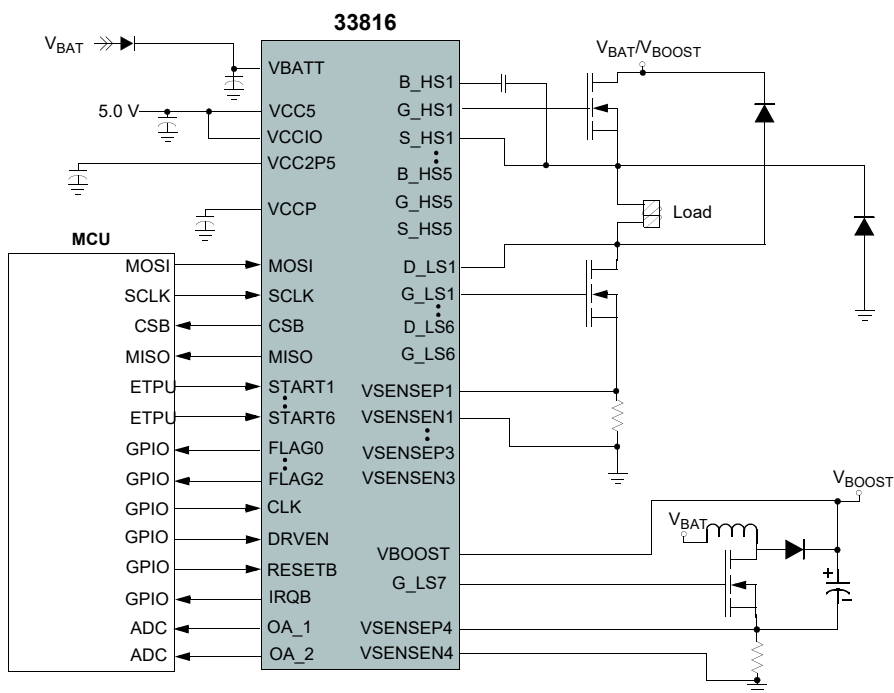 33816
VBAT
5.0 V
VBATT
VCC5
VCCIO
VCC2P5
VCCP
MCU
MOSI
SCLK
CSB
MISO
ETPU
ETPU
GPIO
GPIO
GPIO
GPIO
GPIO
GPIO
ADC
ADC
MOSI
SCLK
CSB
MISO
START1
START6
FLAG0
FLAG2
CLK
DRVEN
RESETB
IRQB
OA_1
OA_2
B_HS1
G_HS1
S_HS1
B_HS5
G_HS5
S_HS5
D_LS1
G_LS1
D_LS6
G_LS6
VSENSEP1
VSENSEN1
VSENSEP3
VSENSEN3
VBOOST
G_LS7
VSENSEP4
VSENSEN4
VBAT/VBOOST
Load
VBOOST
VBAT
+
-